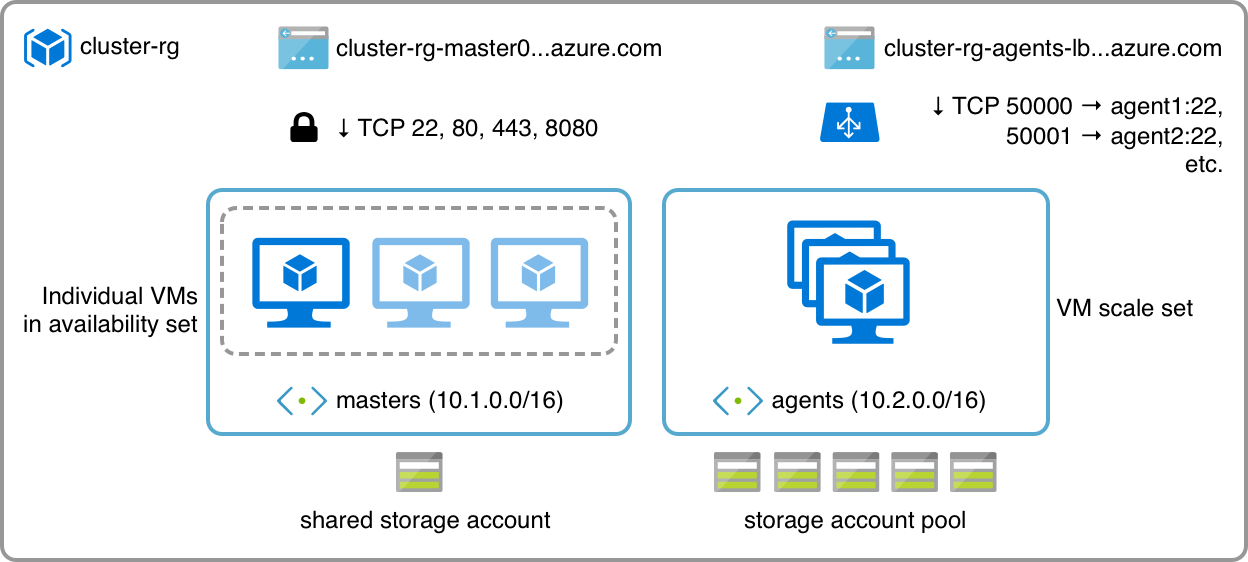 cluster-rg
cluster-rg-master0...azure.com
cluster-rg-agents-lb...azure.com
↓ TCP 22, 80, 443, 8080
↓ TCP 50000 → agent1:22,
50001 → agent2:22,
etc.
Individual VMs
in availability set
VM scale set
masters (10.1.0.0/16)
agents (10.2.0.0/16)
shared storage account
storage account pool